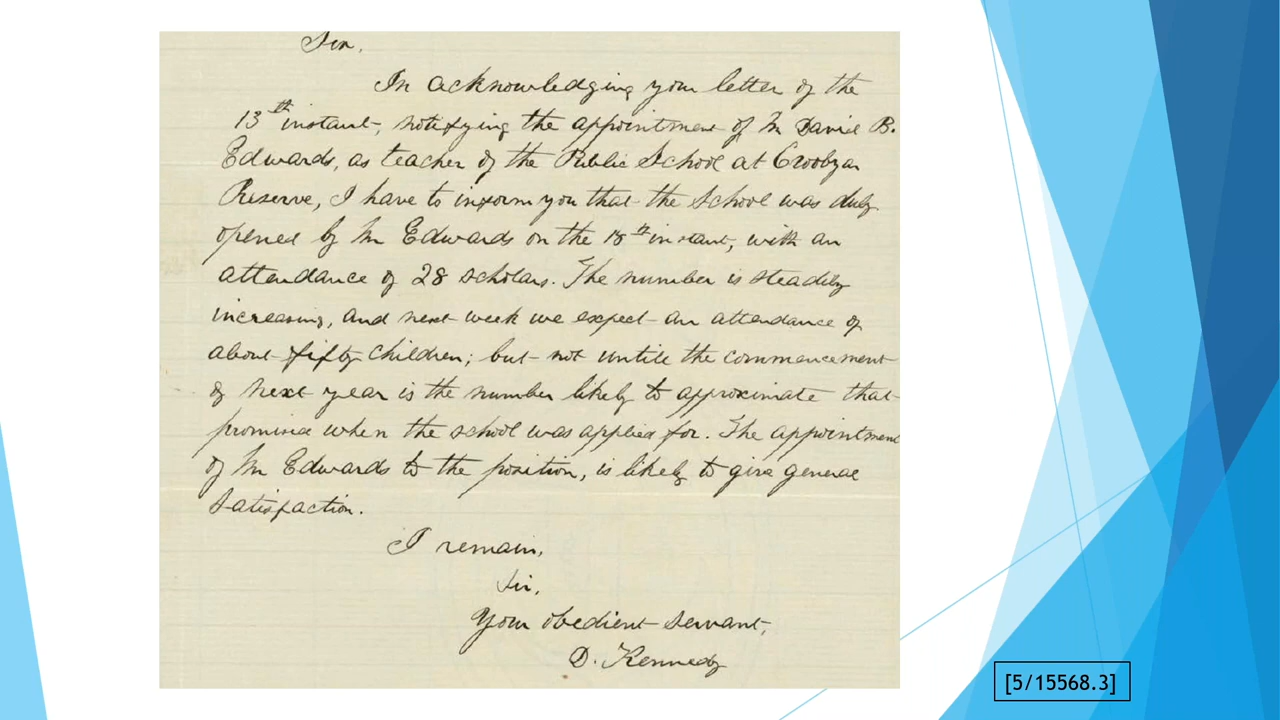 Sir,
In acknowledging your letter of the
13th instant, notifying the appointment of Mr David B.
Edwards, as teacher of the Public School at Croobyar
Reserve, I have to inform you that the School was duly
opened by Mr Edwards on the 18th instant, with an
attendance of 28 scholars. The number is steadily
increasing, and next week we expect an attendance of
about fifty children; but not untill the commencement
of next year is the number likely to approximate that
promised when the school was applied for. The appointment
of Mr Edwards to the position, is likely to give general
satisfaction.
I remain,
Sir,
Your obedient servant,
D. Kennedy
[5/15568.3]